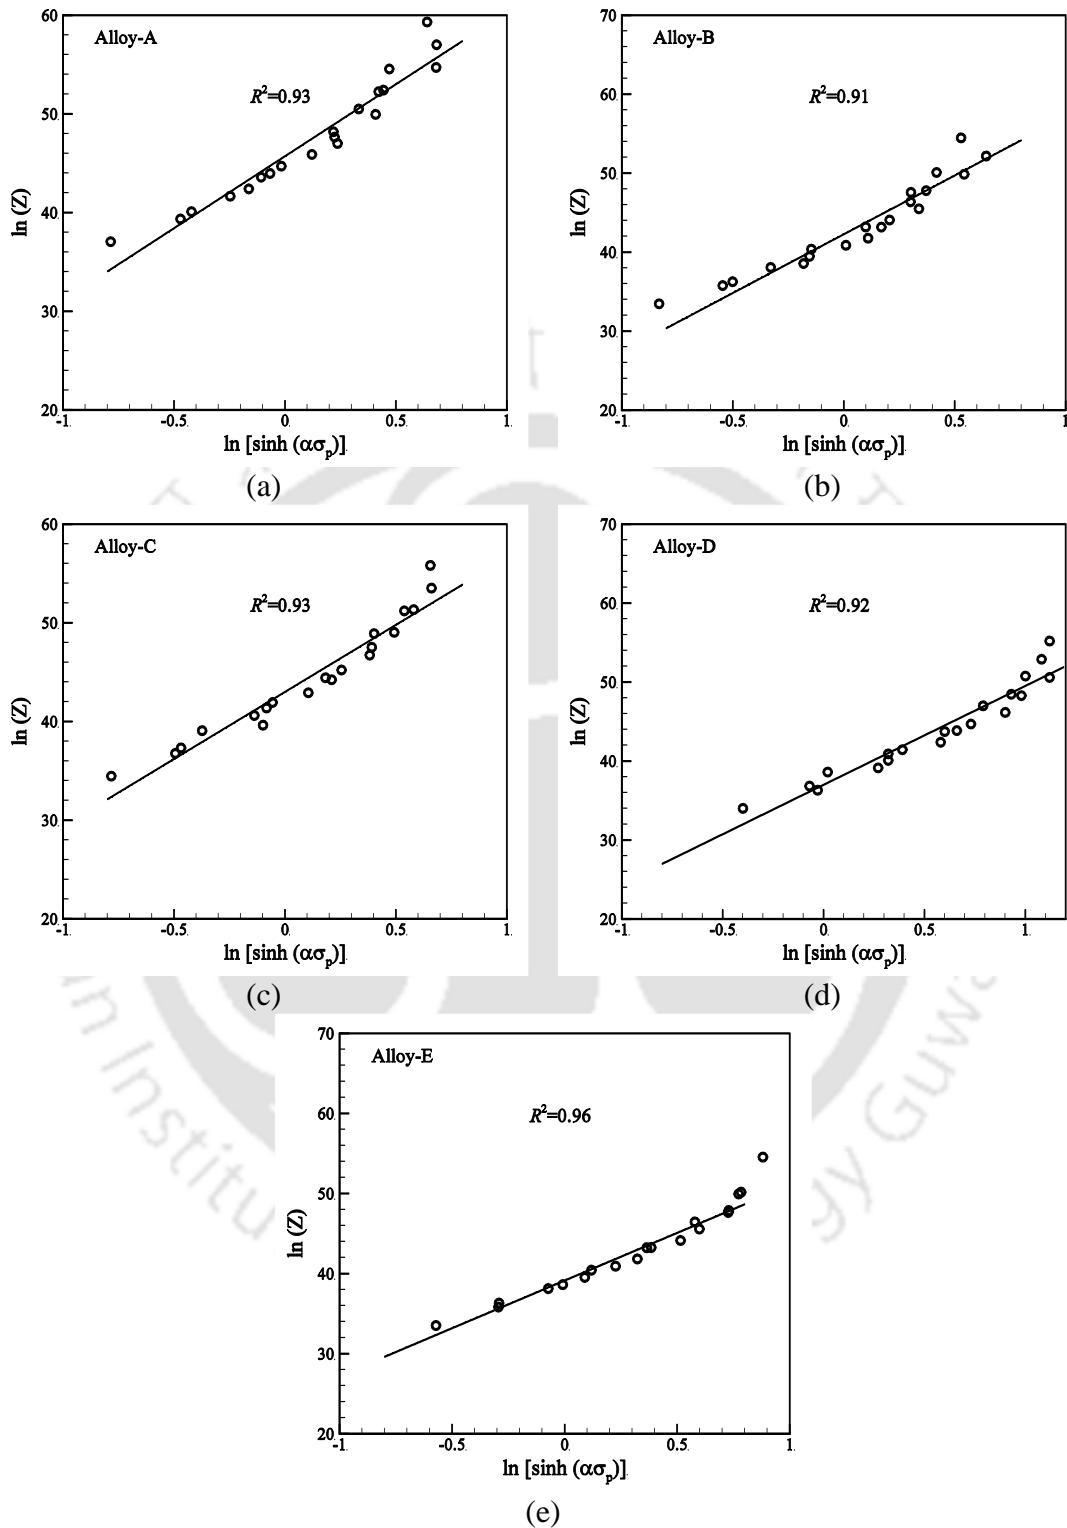 Alloy-A
R²=0.93
ln (Z)
60
50
40
30
20
-1. -0.5 0. 0.5 1.
ln [sinh (ασp)]
(a)
Alloy-B
R²=0.91
ln (Z)
70
60
50
40
30
20
-1. -0.5 0. 0.5 1.
ln [sinh (ασp)]
(b)
Alloy-C
R²=0.93
ln (Z)
60
50
40
30
20
-1. -0.5 0. 0.5 1.
ln [sinh (ασp)]
(c)
Alloy-D
R²=0.92
ln (Z)
70
60
50
40
30
20
-1. -0.5 0. 0.5 1.
ln [sinh (ασp)]
(d)
Alloy-E
R²=0.96
ln (Z)
70
60
50
40
30
20
-1. -0.5 0. 0.5 1.
ln [sinh (ασp)]
(e)